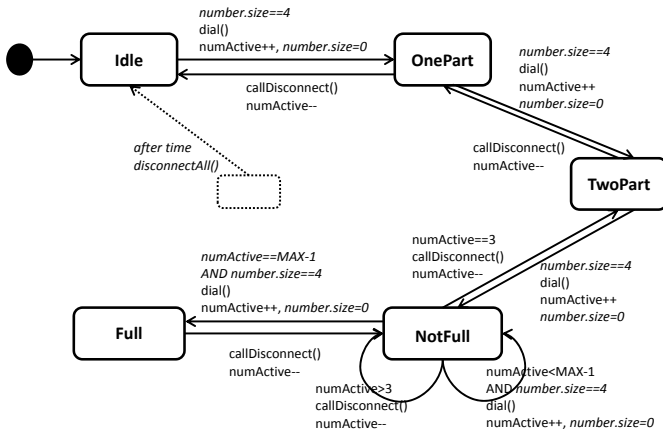 number.size==4
dial()
numActive++, number.size=0
Idle
OnePart
callDisconnect()
numActive--
number.size==4
dial()
numActive++
number.size=0
after time
disconnectAll()
callDisconnect()
numActive--
TwoPart
numActive==3
callDisconnect()
numActive--
numActive==MAX-1
AND number.size==4
dial()
numActive++, number.size=0
number.size==4
dial()
numActive++
number.size=0
Full
NotFull
callDisconnect()
numActive--
numActive>3
callDisconnect()
numActive--
numActive<MAX-1
AND number.size==4
dial()
numActive++, number.size=0